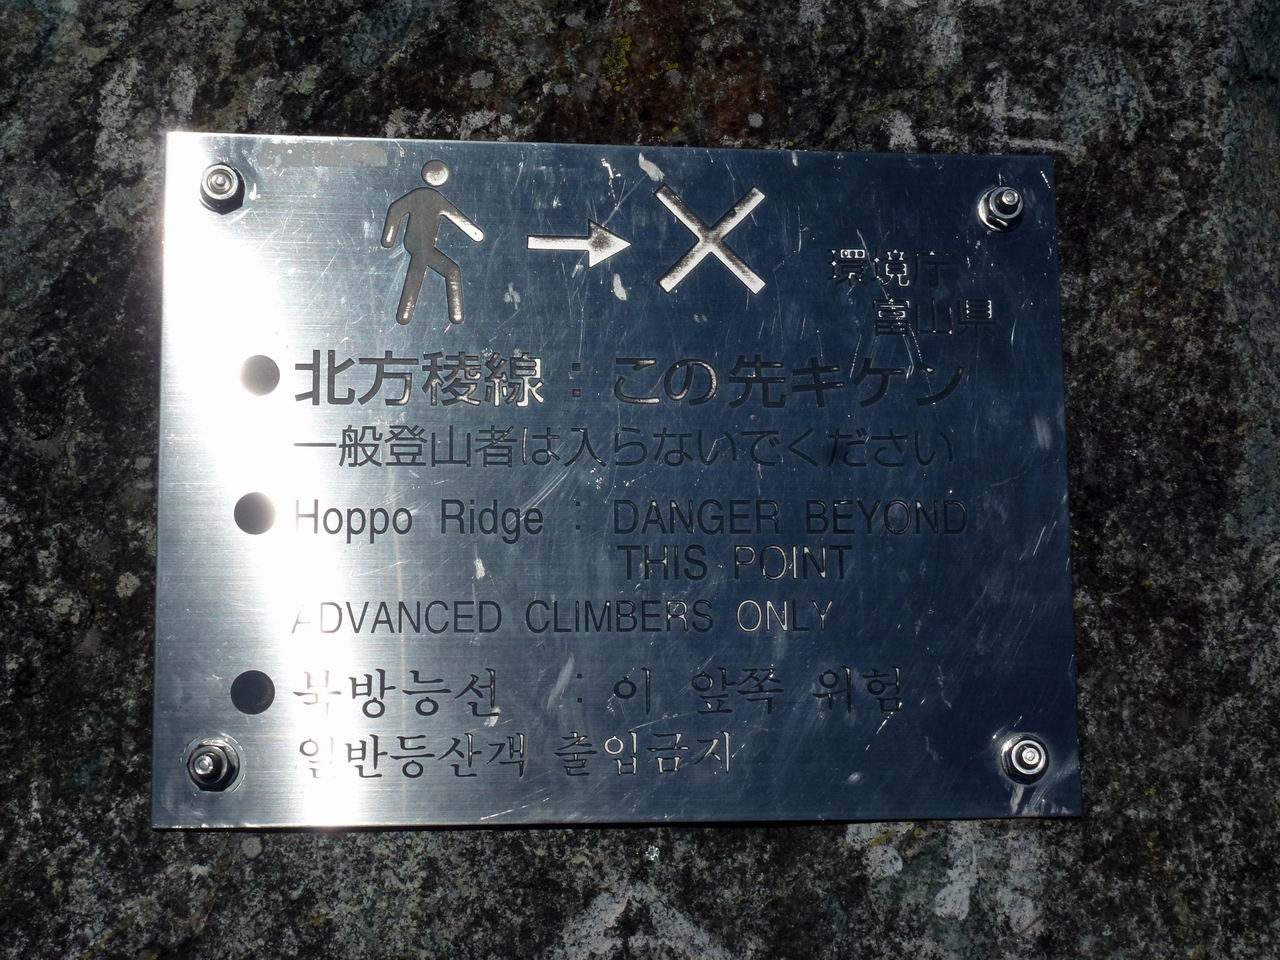 環境庁
富山県
北方稜線：この先キケン
一般登山者は入らないでください
Hoppo Ridge : DANGER BEYOND
THIS POINT
ADVANCED CLIMBERS ONLY
북방능선 : 이 앞쪽 위험
일반등산객 출입금지